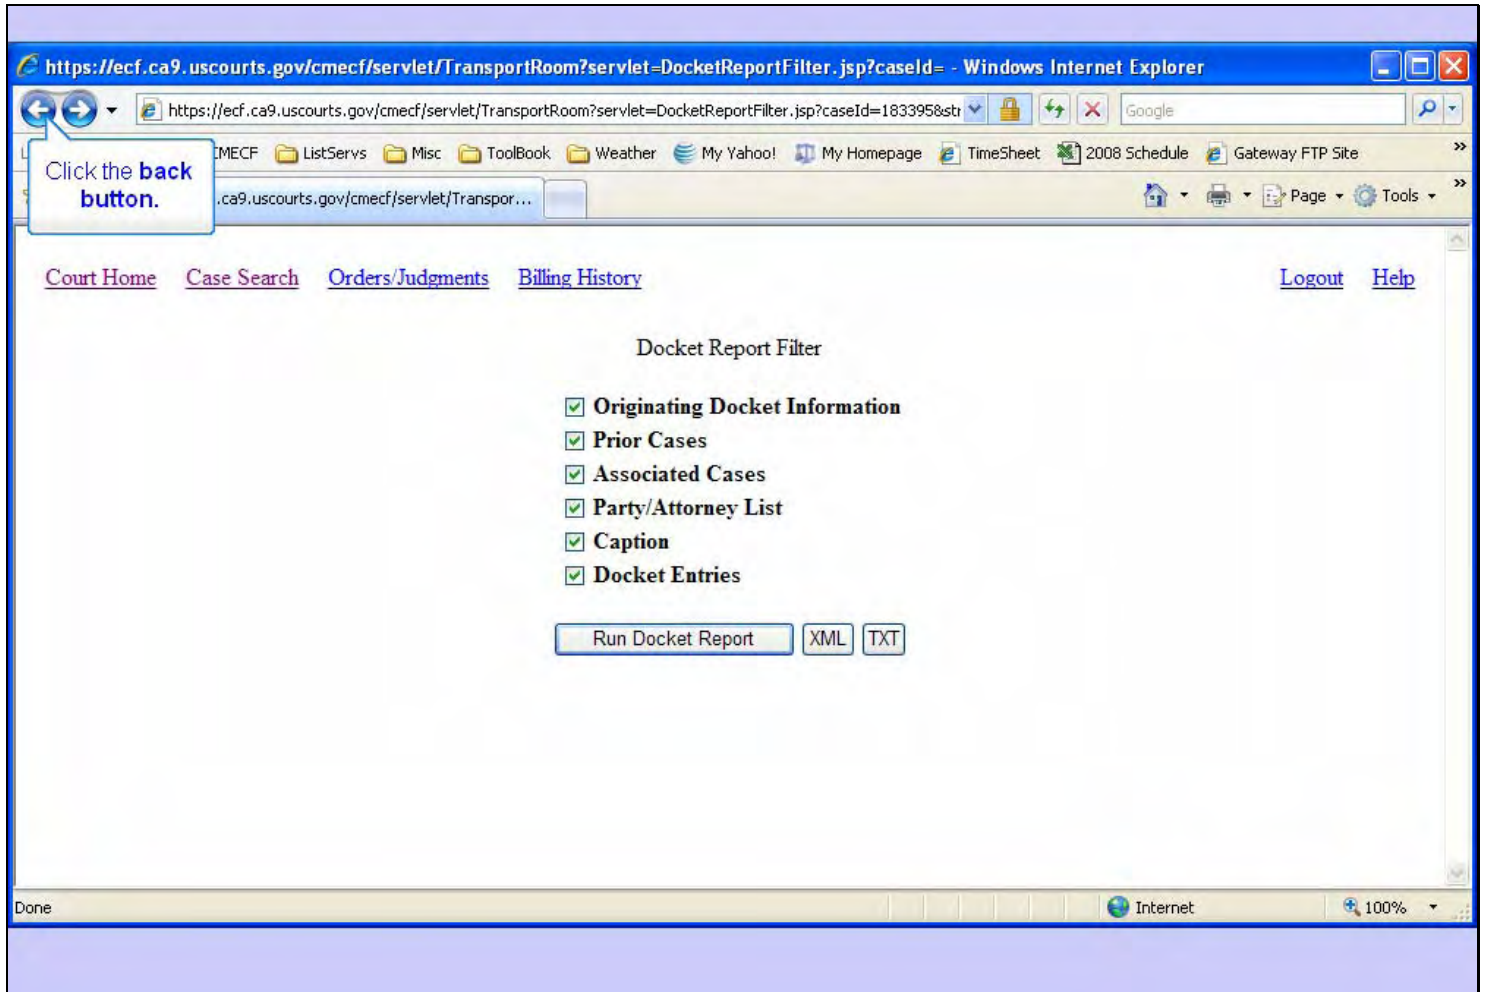 https://ecf.ca9.uscourts.gov/cmecf/servlet/TransportRoom?servlet=DocketReportFilter.jsp?caseId= - Windows Internet Explorer
https://ecf.ca9.uscourts.gov/cmecf/servlet/TransportRoom?servlet=DocketReportFilter.jsp?caseId=183395&str
Google
Click the back
button.
MECF ListServs Misc ToolBook Weather My Yahoo! My Homepage TimeSheet 2008 Schedule Gateway FTP Site »
.ca9.uscourts.gov/cmecf/servlet/Transpor... Page Tools »
Court Home Case Search Orders/Judgments Billing History Logout Help
Docket Report Filter
Originating Docket Information
Prior Cases
Associated Cases
Party/Attorney List
Caption
Docket Entries
Run Docket Report XML TXT
Done Internet 100%